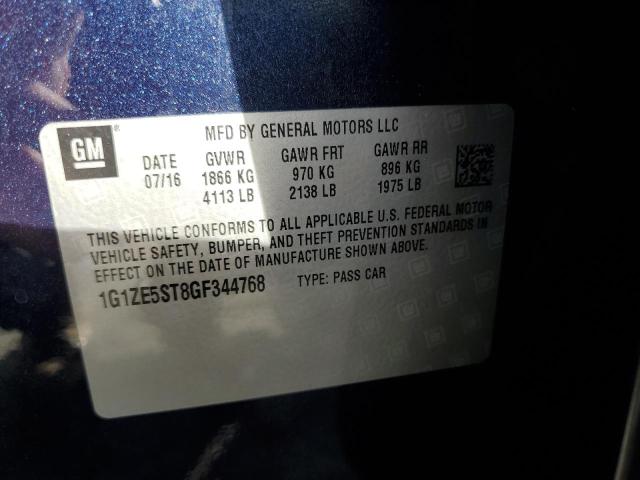 GM®
MFD BY GENERAL MOTORS LLC
DATE GVWR GAWR FRT GAWR RR
07/16 1866 KG 970 KG 896 KG
4113 LB 2138 LB 1975 LB
THIS VEHICLE CONFORMS TO ALL APPLICABLE U.S. FEDERAL MOTOR
VEHICLE SAFETY, BUMPER, AND THEFT PREVENTION STANDARDS IN
EFFECT ON THE DATE OF MANUFACTURE SHOWN ABOVE.
1G1ZE5ST8GF344768 TYPE: PASS CAR